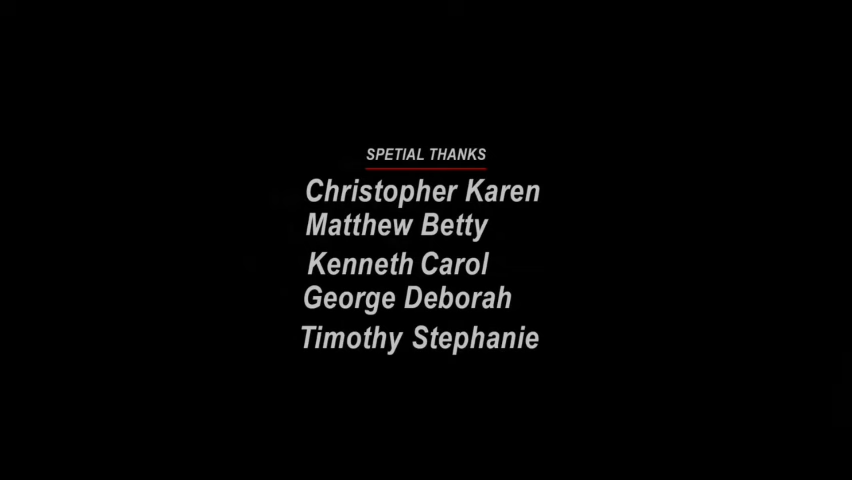 SPETIAL THANKS
Christopher Karen
Matthew Betty
Kenneth Carol
George Deborah
Timothy Stephanie